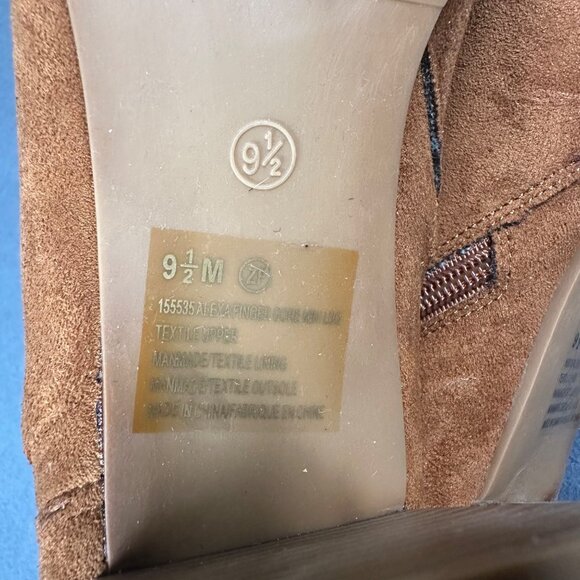 9½
9½M
155535 ALEXA
TEXTILE UPPER
MANMADE/TEXTILE LINING
MANMADE/TEXTILE OUTSOLE
MADE IN CHINA/FABRIQUE EN CHINE